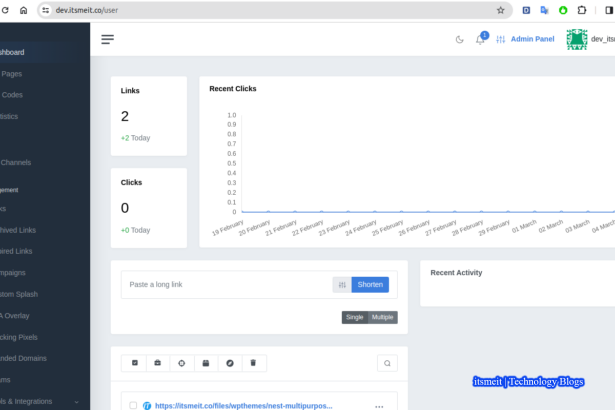 dev.itsmeit.co/user
shboard
Pages
Codes
tistics
Channels
gement
ks
hived Links
ired Links
mpaigns
stom Splash
A Overlay
cking Pixels
nded Domains
ams
ls & Integrations
1
Admin Panel
dev_its
Links
2
+2 Today
Clicks
0
+0 Today
Recent Clicks
1.0
0.9
0.8
0.7
0.6
0.5
0.4
0.3
0.2
0.1
0
19 February
20 February
21 February
22 February
23 February
24 February
25 February
26 February
27 February
28 February
29 February
01 March
02 March
03 March
04 M
Paste a long link
Shorten
Single
Multiple
Recent Activity
https://itsmeit.co/files/wpthemes/nest-multipurpos...
itsmeit | Technology Blogs